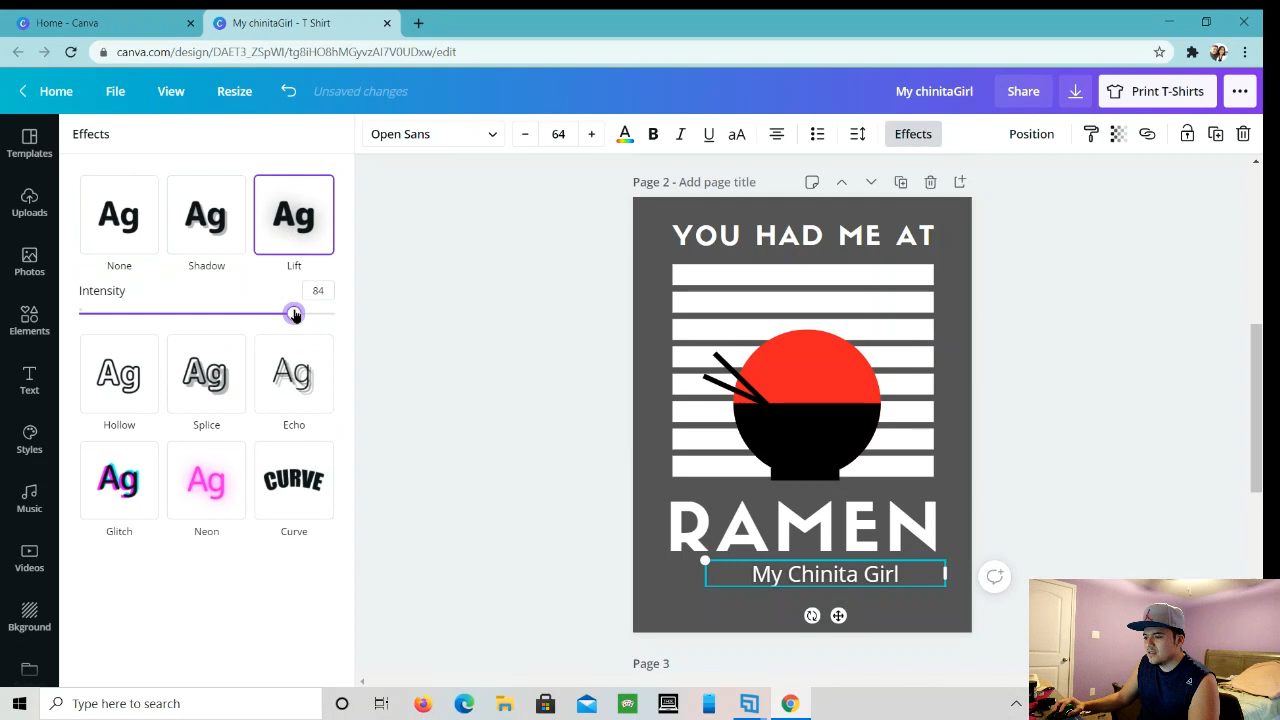 Home - Canva
My chinitaGirl - T Shirt
canva.com/design/DAET3_ZSpWI/tg8iHO8hMGyvzAI7V0UDxw/edit
Home File View Resize Unsaved changes My chinitaGirl Share Print T-Shirts
Effects
Open Sans 64 A B I U aA Effects Position
Templates
Uploads
Photos
Elements
Text
Styles
Music
Videos
Bkground
Ag Ag Ag
None Shadow Lift
Intensity 84
Ag Ag Ag
Hollow Splice Echo
Ag Ag CURVE
Glitch Neon Curve
Page 2 - Add page title
YOU HAD ME AT
RAMEN
My Chinita Girl
Page 3
Type here to search